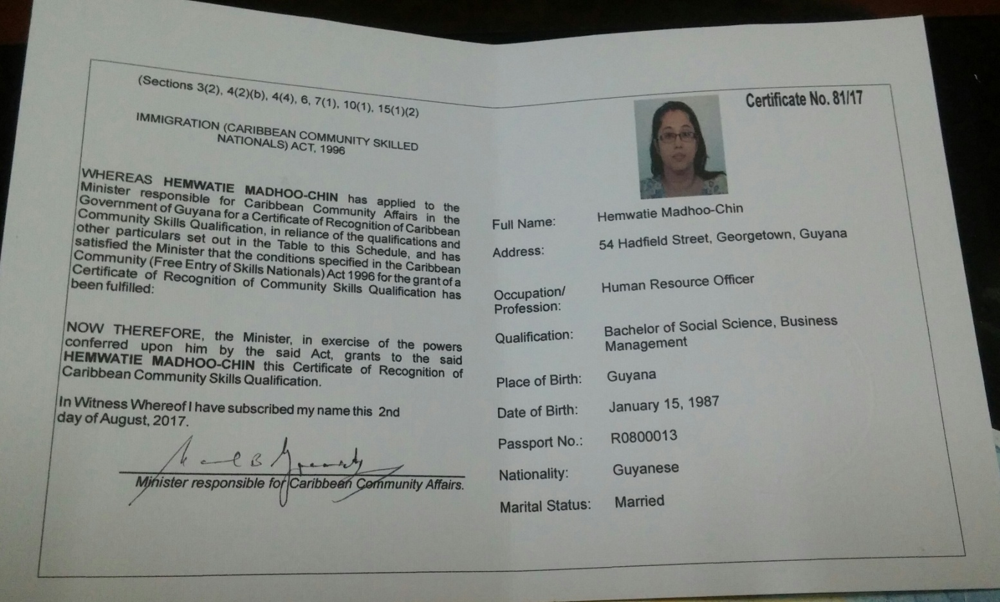 (Sections 3(2), 4(2)(b), 4(4), 6, 7(1), 10(1), 15(1)(2)
IMMIGRATION (CARIBBEAN COMMUNITY SKILLED
NATIONALS) ACT, 1996
WHEREAS HEMWATIE MADHOO-CHIN has applied to the
Minister responsible for Caribbean Community Affairs in the
Government of Guyana for a Certificate of Recognition of Caribbean
Community Skills Qualification, in reliance of the qualifications and
other particulars set out in the Table to this Schedule, and has
satisfied the Minister that the conditions specified in the Caribbean
Community (Free Entry of Skills Nationals) Act 1996 for the grant of a
Certificate of Recognition of Community Skills Qualification has
been fulfilled:
NOW THEREFORE, the Minister, in exercise of the powers
conferred upon him by the said Act, grants to the said
HEMWATIE MADHOO-CHIN this Certificate of Recognition of
Caribbean Community Skills Qualification.
In Witness Whereof I have subscribed my name this 2nd
day of August, 2017.
Minister responsible for Caribbean Community Affairs.
Certificate No. 81/17
Full Name: Hemwatie Madhoo-Chin
Address: 54 Hadfield Street, Georgetown, Guyana
Occupation/ Human Resource Officer
Profession:
Qualification: Bachelor of Social Science, Business
Management
Place of Birth: Guyana
Date of Birth: January 15, 1987
Passport No.: R0800013
Nationality: Guyanese
Marital Status: Married